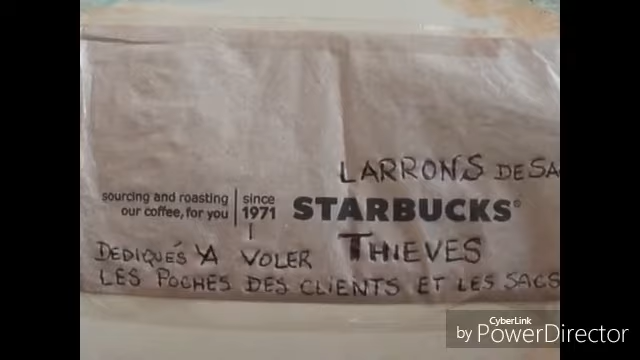 LARRONS DE SA
sourcing and roasting
our coffee, for you
since
1971
STARBUCKS®
DEDIQUÉS A VOLER THIEVES
LES POCHES DES CLIENTS ET LES SACS
CyberLink
by PowerDirector